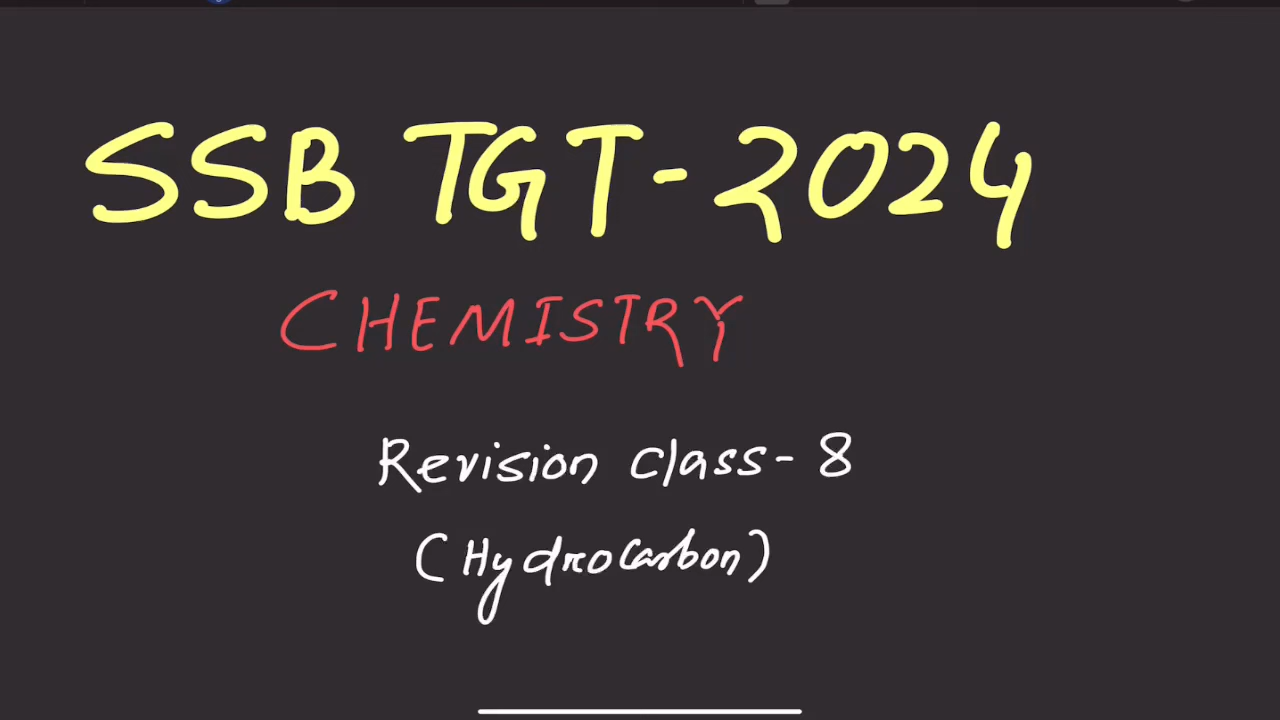 SSB TGT-2024
CHEMISTRY
Revision class-8
(Hydrocarbon)